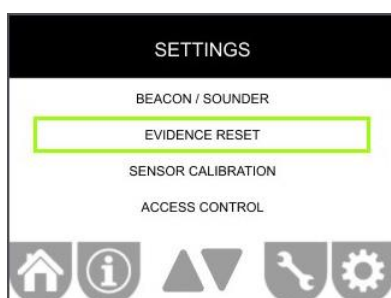 SETTINGS
BEACON / SOUNDER
EVIDENCE RESET
SENSOR CALIBRATION
ACCESS CONTROL